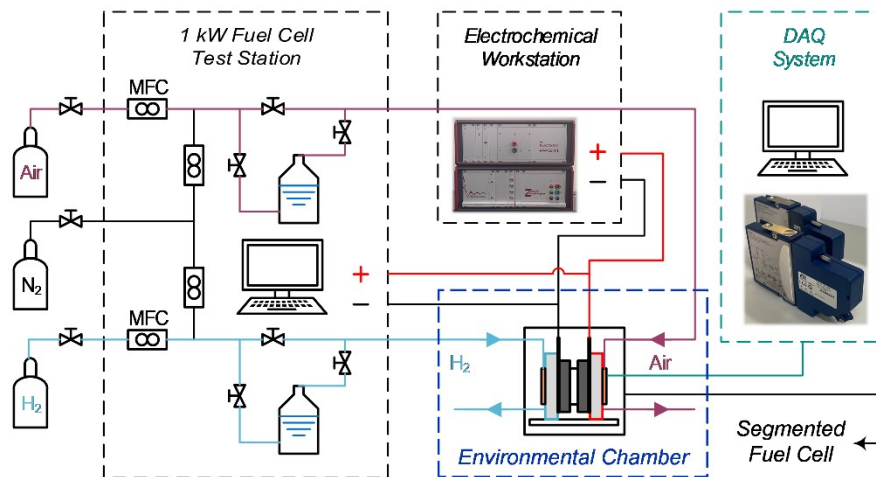 1 kW Fuel Cell
Test Station
Electrochemical
Workstation
DAQ
System
MFC
Air
+
−
N2
+
−
MFC
H2
H2
Air
Environmental Chamber
Segmented
Fuel Cell